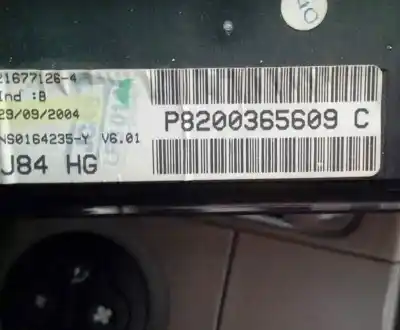 21677126-4
Ind :B
29/09/2004
NS0164235-Y V6.01
P8200365609 C
J84 HG